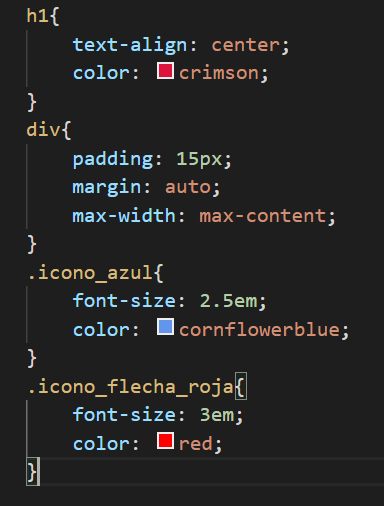 h1{
    text-align: center;
    color: crimson;
}
div{
    padding: 15px;
    margin: auto;
    max-width: max-content;
}
.icono_azul{
    font-size: 2.5em;
    color: cornflowerblue;
}
.icono_flecha_roja{
    font-size: 3em;
    color: red;
}